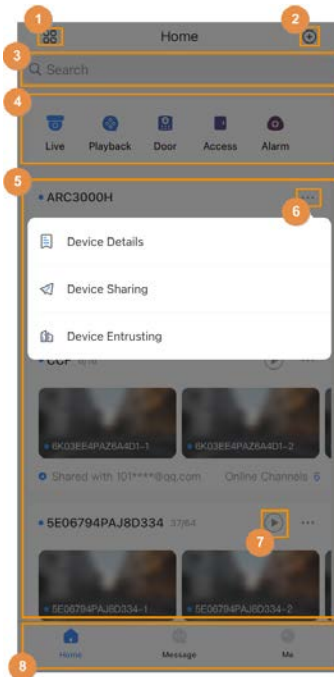 1
2
Home
3
Search
4
Live Playback Door Access Alarm
5
ARC3000H
6
Device Details
Device Sharing
Device Entrusting
6K03EE4PAZ6A4D1-1 6K03EE4PAZ6A4D1-2
Shared with 101****@qq.com Online Channels 6
5E06794PAJ8D334 37/64
7
5E06794PAJ8D334-1 5E06794PAJ8D334-2
Home Message Me
8